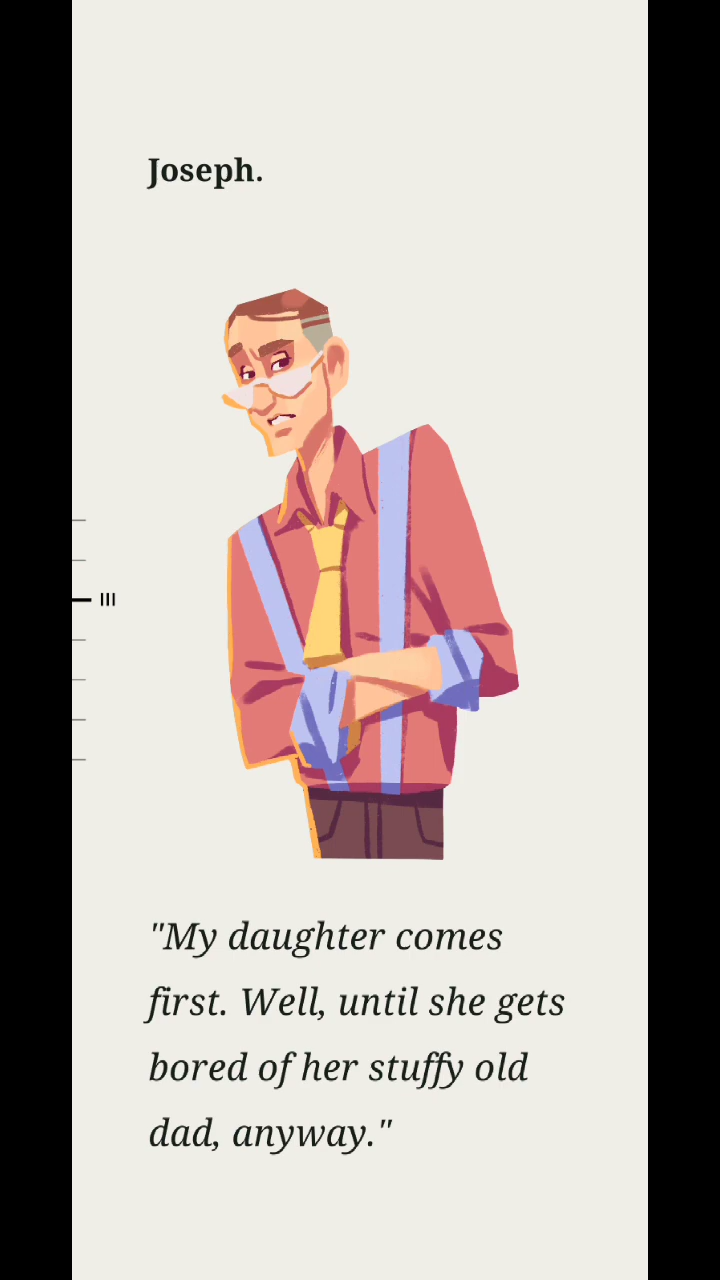 Joseph.
III
"My daughter comes
first. Well, until she gets
bored of her stuffy old
dad, anyway."